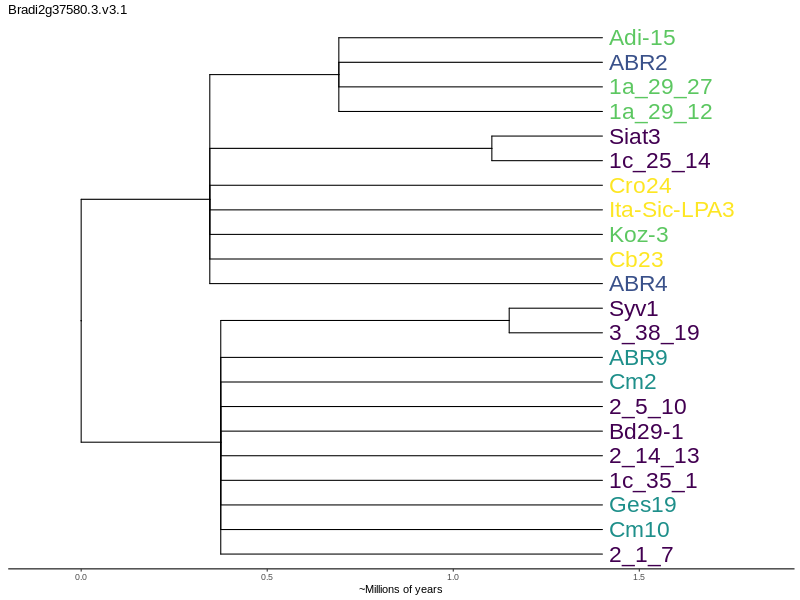 Bradi2g37580.3.v3.1
Adi-15
ABR2
1a_29_27
1a_29_12
Siat3
1c_25_14
Cro24
Ita-Sic-LPA3
Koz-3
Cb23
ABR4
Syv1
3_38_19
ABR9
Cm2
2_5_10
Bd29-1
2_14_13
1c_35_1
Ges19
Cm10
2_1_7
0.0 0.5 1.0 1.5
~Millions of years